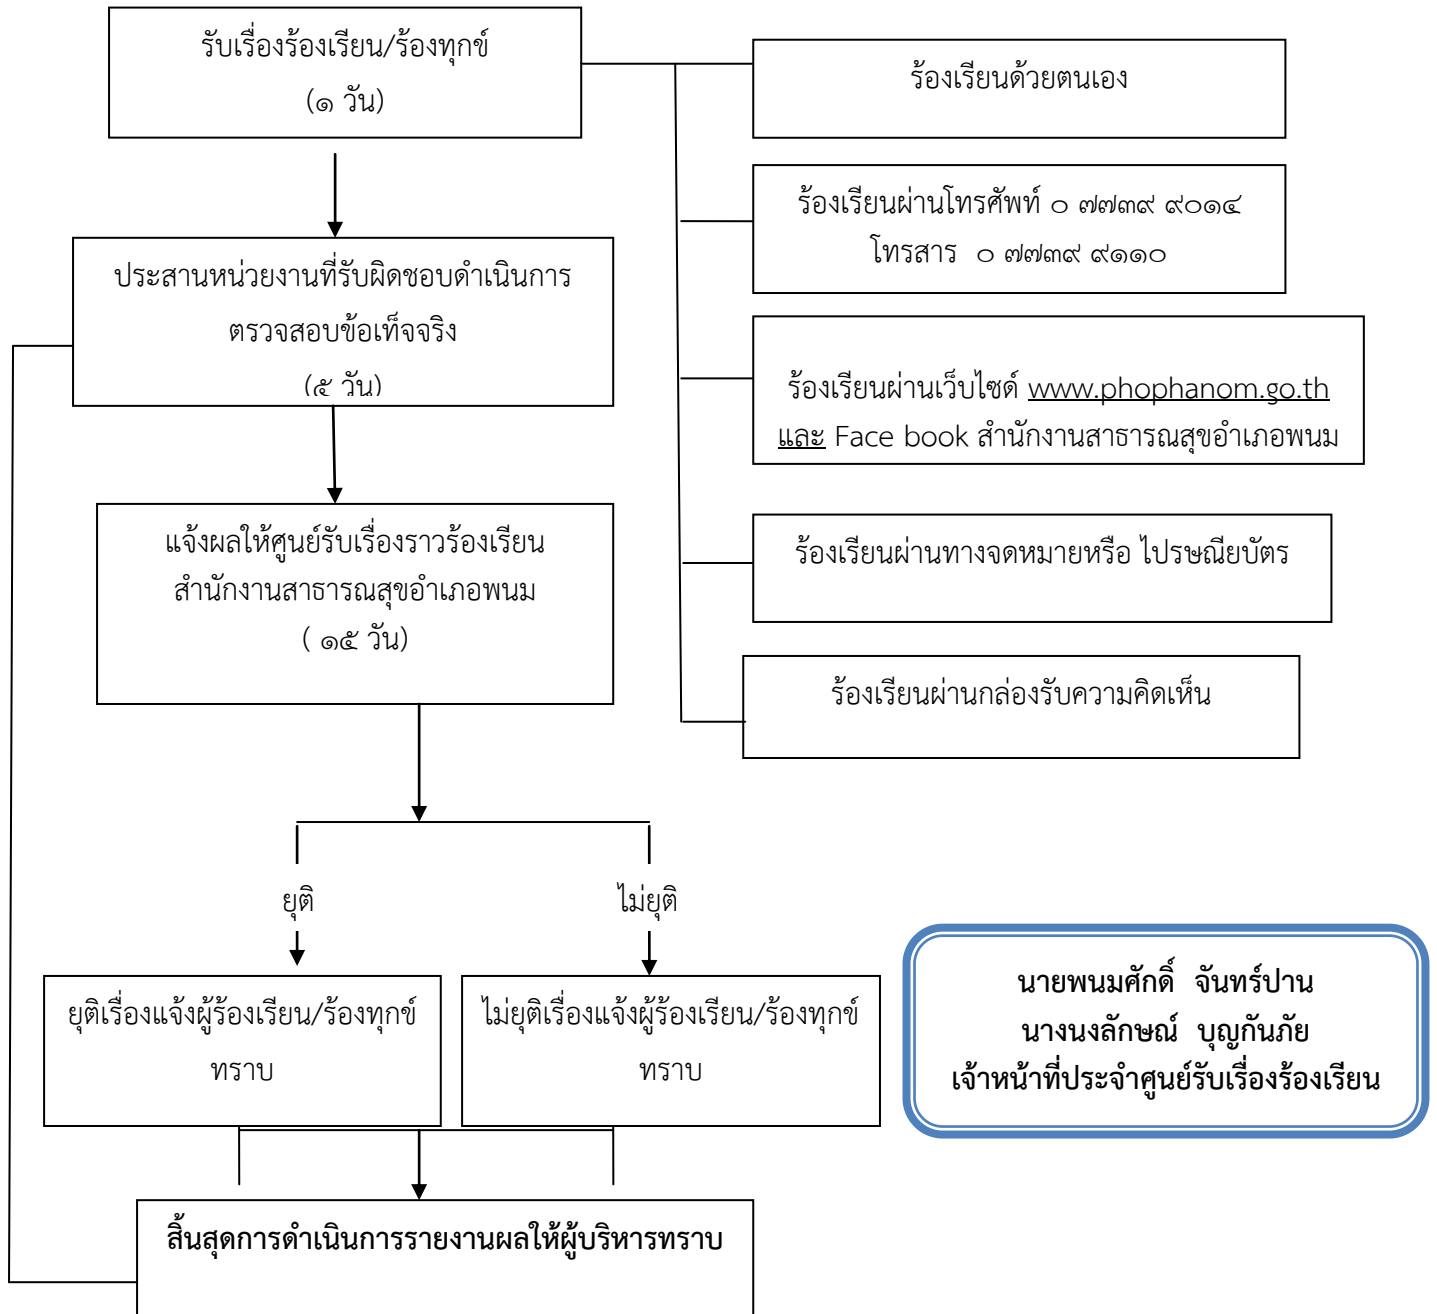 รับเรื่องร้องเรียน/ร้องทุกข์
(๑ วัน)
ร้องเรียนด้วยตนเอง
ร้องเรียนผ่านโทรศัพท์ ๐ ๗๗๓๙ ๙๐๑๔
โทรสาร ๐ ๗๗๓๙ ๙๑๑๐
ประสานหน่วยงานที่รับผิดชอบดำเนินการ
ตรวจสอบข้อเท็จจริง
(๕ วัน)
ร้องเรียนผ่านเว็บไซด์ www.phophanom.go.th
และ Face book สำนักงานสาธารณสุขอำเภอพนม
แจ้งผลให้ศูนย์รับเรื่องราวร้องเรียน
สำนักงานสาธารณสุขอำเภอพนม
( ๑๕ วัน)
ร้องเรียนผ่านทางจดหมายหรือ ไปรษณียบัตร
ร้องเรียนผ่านกล่องรับความคิดเห็น
ยุติ
ไม่ยุติ
ยุติเรื่องแจ้งผู้ร้องเรียน/ร้องทุกข์
ทราบ
ไม่ยุติเรื่องแจ้งผู้ร้องเรียน/ร้องทุกข์
ทราบ
นายพนมศักดิ์ จันทร์ปาน
นางนงลักษณ์ บุญกันภัย
เจ้าหน้าที่ประจำศูนย์รับเรื่องร้องเรียน
สิ้นสุดการดำเนินการรายงานผลให้ผู้บริหารทราบ